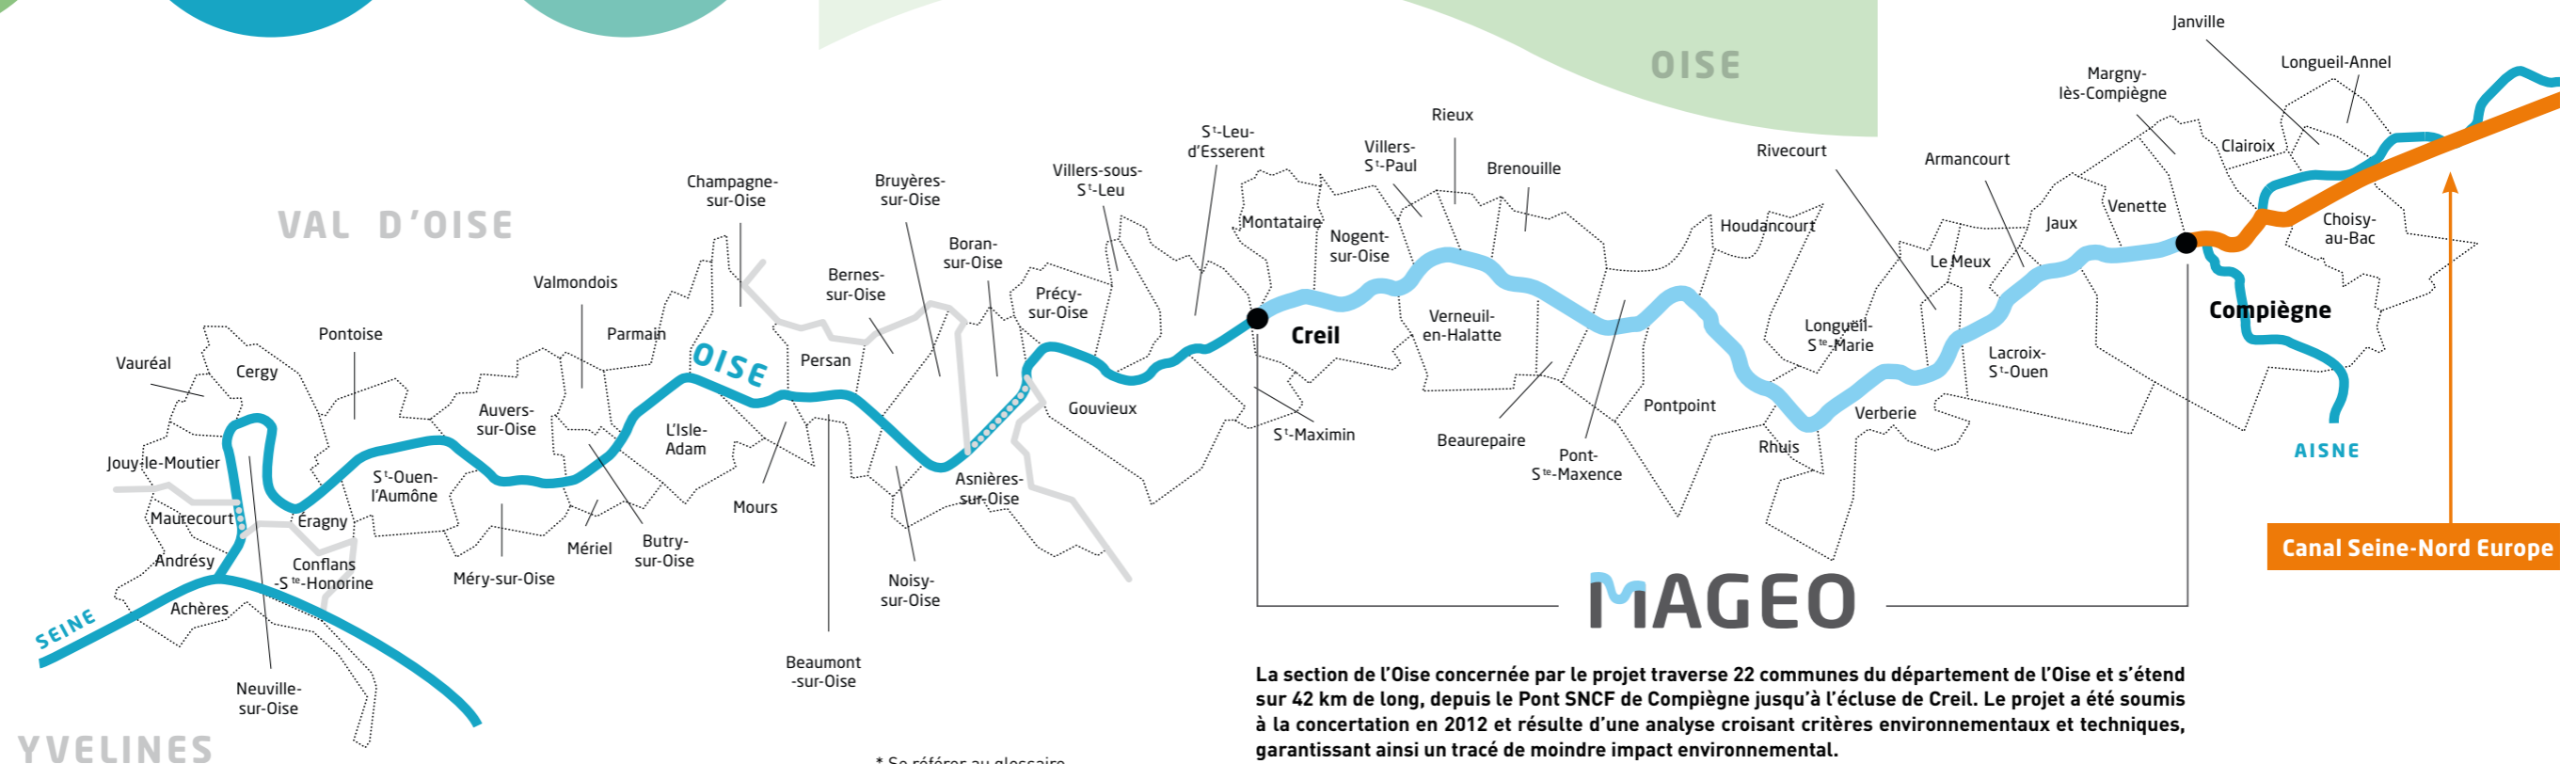 OISE
Janville
Longueil-Annel
Margny-
lès-Compiègne
Clairoix
Rivecourt
Armancourt
Rieux
Villers-
Sᵗ-Paul
Brenouille
Sᵗ-Leu-
d'Esserent
Villers-sous-
Sᵗ-Leu
Champagne-
sur-Oise
Bruyères-
sur-Oise
Boran-
sur-Oise
Bernes-
sur-Oise
VAL D'OISE
Valmondois
Parmain
Pontoise
Vauréal
Cergy
Montataire
Nogent-
sur-Oise
Houdancourt
Le Meux
Jaux
Venette
Choisy-
au-Bac
Précy-
sur-Oise
OISE
Persan
Creil
Verneuil-
en-Halatte
Longueil-
Sᵗᵉ-Marie
Lacroix-
Sᵗ-Ouen
Compiègne
Auvers-
sur-Oise
L'Isle-
Adam
Gouvieux
Sᵗ-Maximin
Beaurepaire
Pont-
Sᵗᵉ-Maxence
Pontpoint
Rhuis
Verberie
AISNE
Jouy-le-Moutier
Sᵗ-Ouen-
l'Aumône
Maurecourt
Éragny
Andrésy
Conflans
-Sᵗᵉ-Honorine
Achères
Méry-sur-Oise
Mériel
Butry-
sur-Oise
Mours
Asnières-
sur-Oise
Noisy-
sur-Oise
Beaumont
-sur-Oise
SEINE
Neuville-
sur-Oise
YVELINES
Canal Seine-Nord Europe
MAGEO
La section de l'Oise concernée par le projet traverse 22 communes du département de l'Oise et s'étend
sur 42 km de long, depuis le Pont SNCF de Compiègne jusqu'à l'écluse de Creil. Le projet a été soumis
à la concertation en 2012 et résulte d'une analyse croisant critères environnementaux et techniques,
garantissant ainsi un tracé de moindre impact environnemental.
* Se référer au glossaire